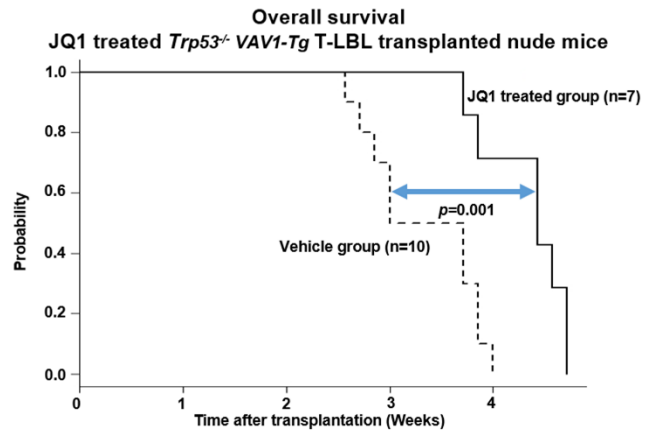 Overall survival
JQ1 treated Trp53-/- VAV1-Tg T-LBL transplanted nude mice
1.0
JQ1 treated group (n=7)
0.8
0.6
p=0.001
Probability
Vehicle group (n=10)
0.4
0.2
0.0
0 1 2 3 4
Time after transplantation (Weeks)